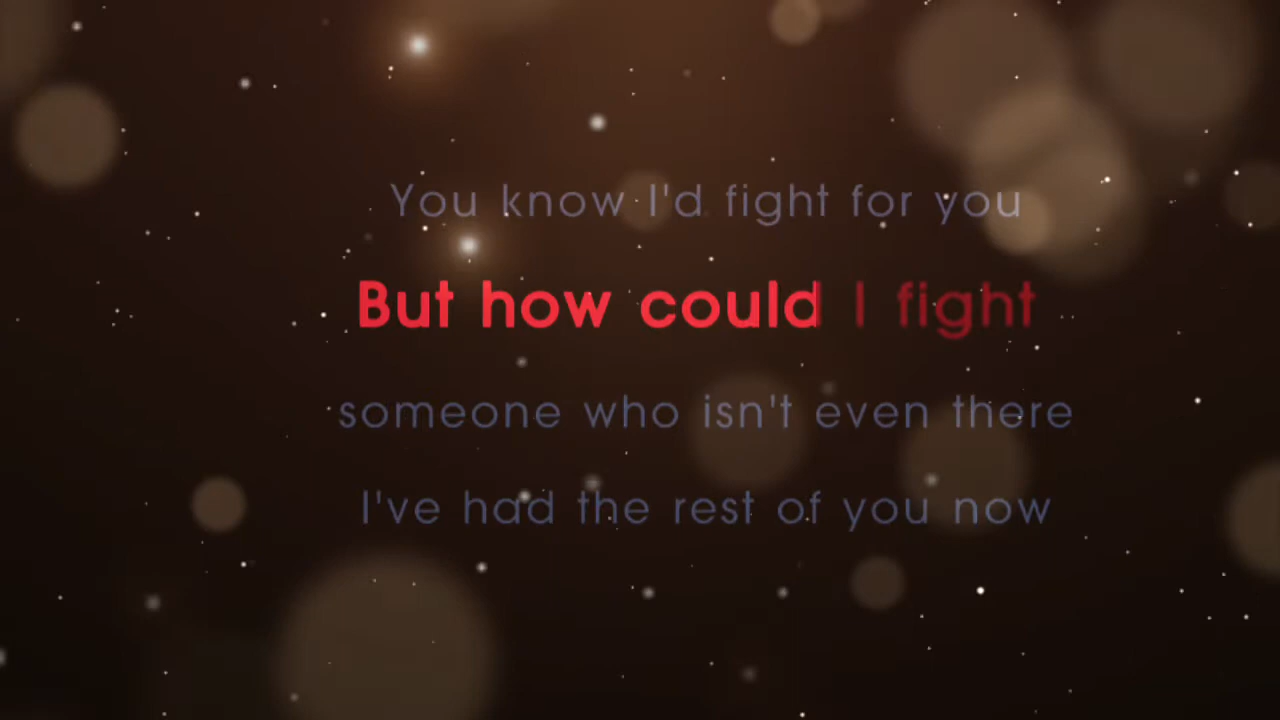 You know I'd fight for you
But how could I fight
someone who isn't even there
I've had the rest of you now